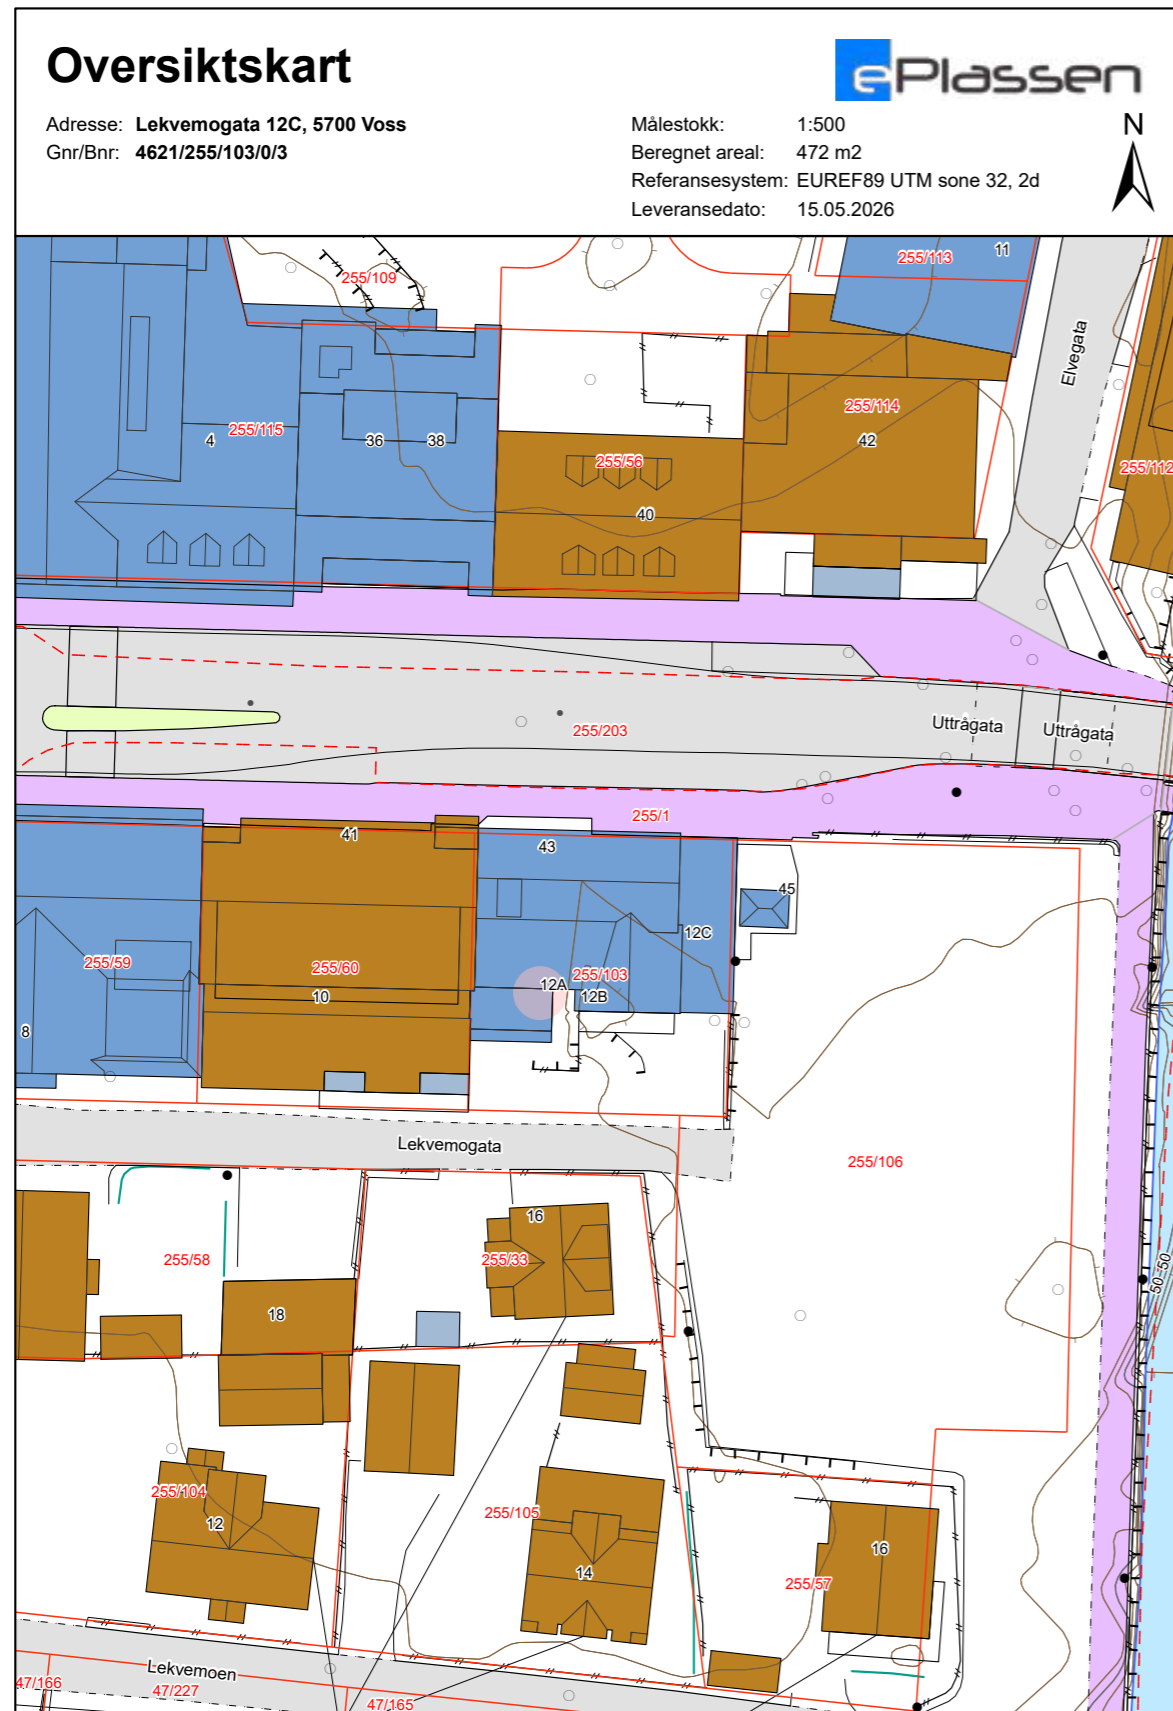 Oversiktskart
ePlassen
Adresse: Lekvemogata 12C, 5700 Voss
Gnr/Bnr: 4621/255/103/0/3
Målestokk: 1:500
Beregnet areal: 472 m2
Referansesystem: EUREF89 UTM sone 32, 2d
Leveransedato: 15.05.2026
N
11
255/113
255/109
Elvegata
255/114
255/115
4
36
38
42
255/56
255/112
40
255/203
Uttrågata
Uttrågata
255/1
41
43
45
12C
255/59
255/60
255/103
12A
12B
10
8
Lekvemogata
255/106
16
255/58
255/33
50
50
18
255/104
255/105
12
16
14
255/57
Lekvemoen
47/166
47/227
47/165